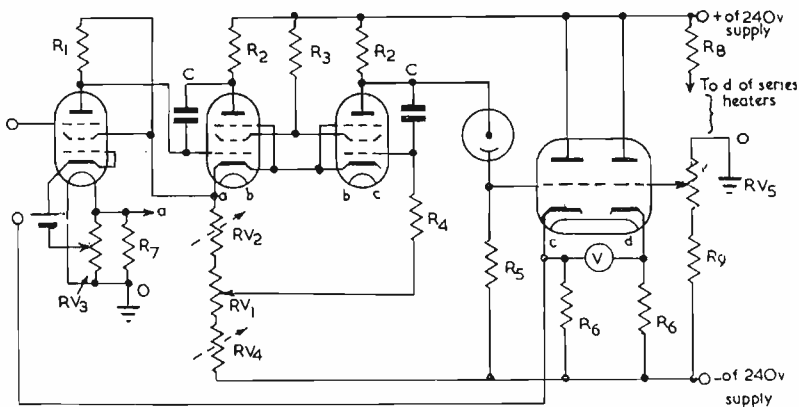 R1
R2
R3
R2
+ of 240v
supply
R8
C
C
To d of series
heaters
O
RV5
a
b
b
c
R4
c
d
V
a
R7
RV3
O
RV2
RV1
RV4
R5
R6
R6
R9
- of 240v
supply